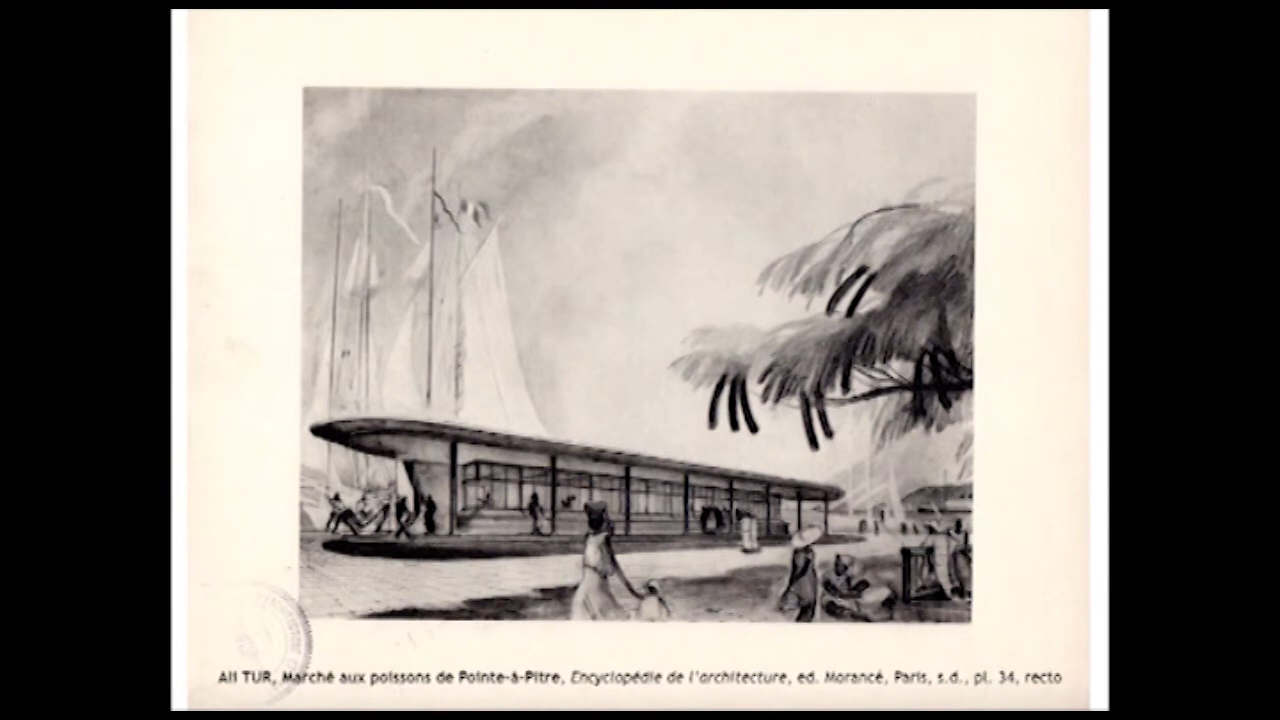 Ali TUR, Marché aux poissons de Pointe-à-Pitre, Encyclopédie de l'architecture, ed. Morancé, Paris, s.d., pl. 34, recto